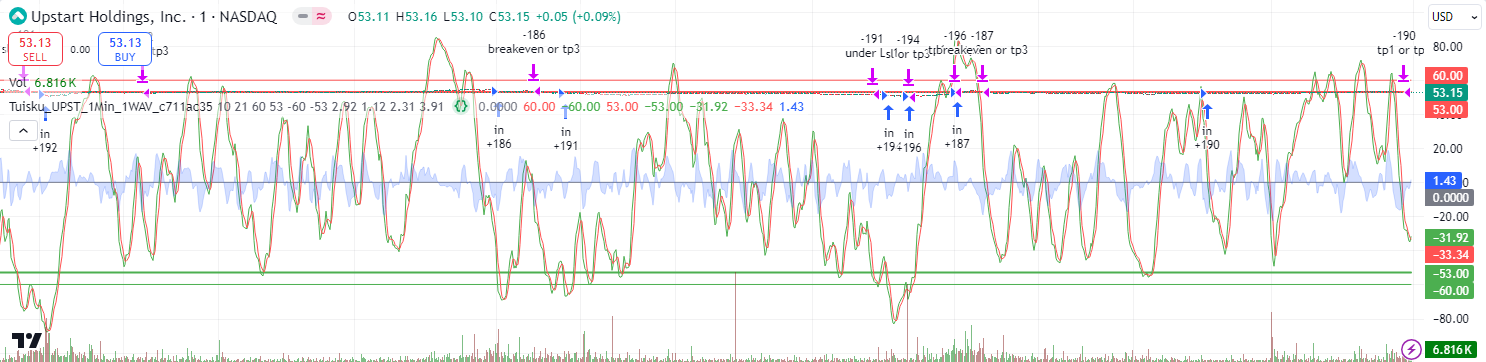 Upstart Holdings, Inc. · 1 · NASDAQ
O53.11 H53.16 L53.10 C53.15 +0.05 (+0.09%)
USD
53.13
SELL
0.00
53.13
BUY
tp3
-186
breakeven or tp3
-191
under L
-194
or tp3
-196
-187
breakeven or tp3
-190
tp1 or tp
80.00
60.00
53.15
53.00
Vol 6.816K
Tuisku_UPST_1Min_1WAV_c711ac35 10 21 60 53 -60 -53 2.92 1.12 2.31 3.91
0.0000 60.00 −60.00 53.00 −53.00 −31.92 −33.34 1.43
in
+192
in
+186
in
+191
in
in
+196
in
+187
in
+190
20.00
1.43
0.0000
−20.00
−31.92
−33.34
−53.00
−60.00
−80.00
6.816K